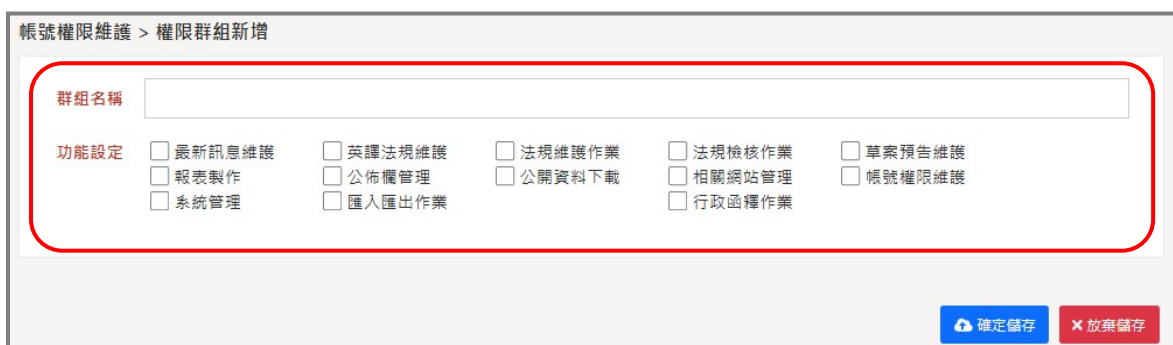 帳號權限維護 > 權限群組新增
群組名稱
功能設定 最新訊息維護 英譯法規維護 法規維護作業 法規檢核作業 草案預告維護
報表製作 公佈欄管理 公開資料下載 相關網站管理 帳號權限維護
系統管理 匯入匯出作業 行政函釋作業
確定儲存 放棄儲存